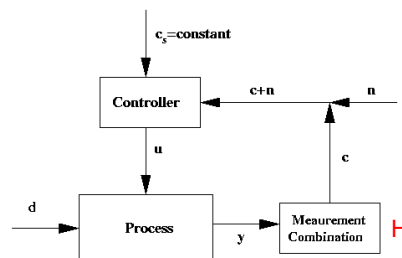 c_s=constant
Controller
c+n
n
u
c
d
Process
y
Meaurement
Combination
H